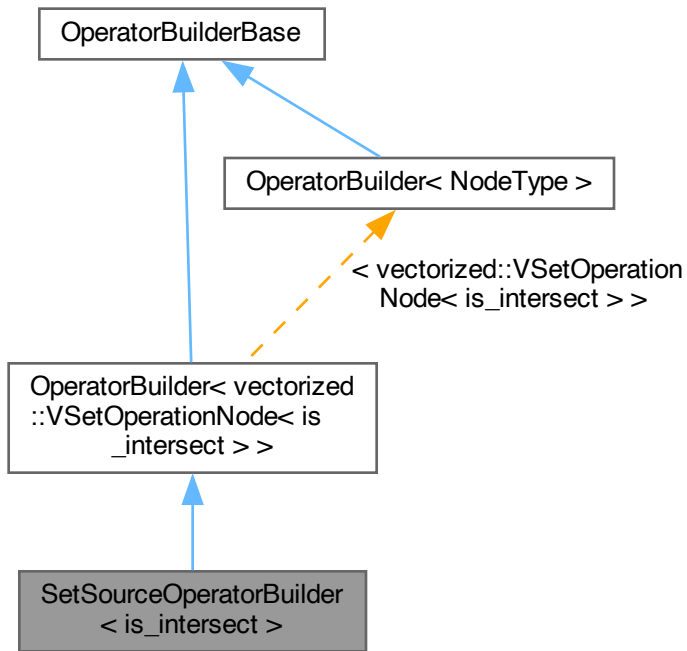 OperatorBuilderBase
OperatorBuilder< NodeType >
< vectorized::VSetOperation
Node< is_intersect > >
OperatorBuilder< vectorized
::VSetOperationNode< is
_intersect > >
SetSourceOperatorBuilder
< is_intersect >